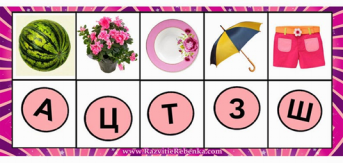 А Ц Т З Ш
www.RazvitieRebenka.com